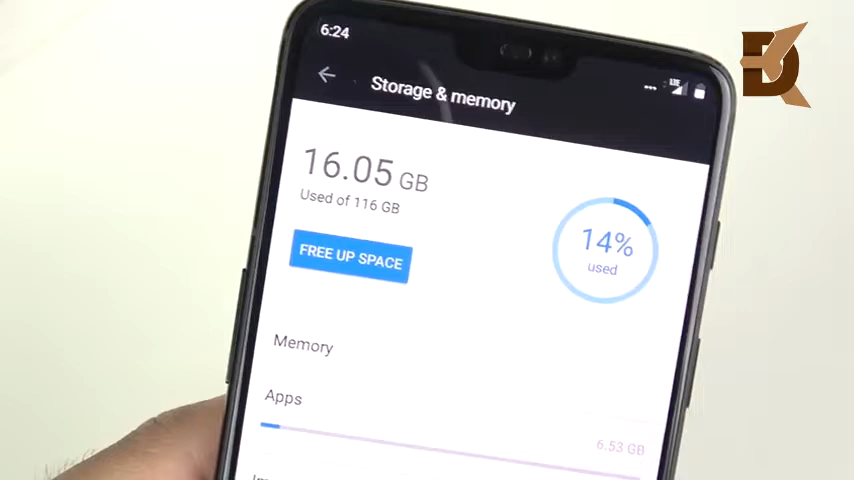 6:24
LTE
Storage & memory
16.05 GB
Used of 116 GB
14%
used
FREE UP SPACE
Memory
Apps
6.53 GB